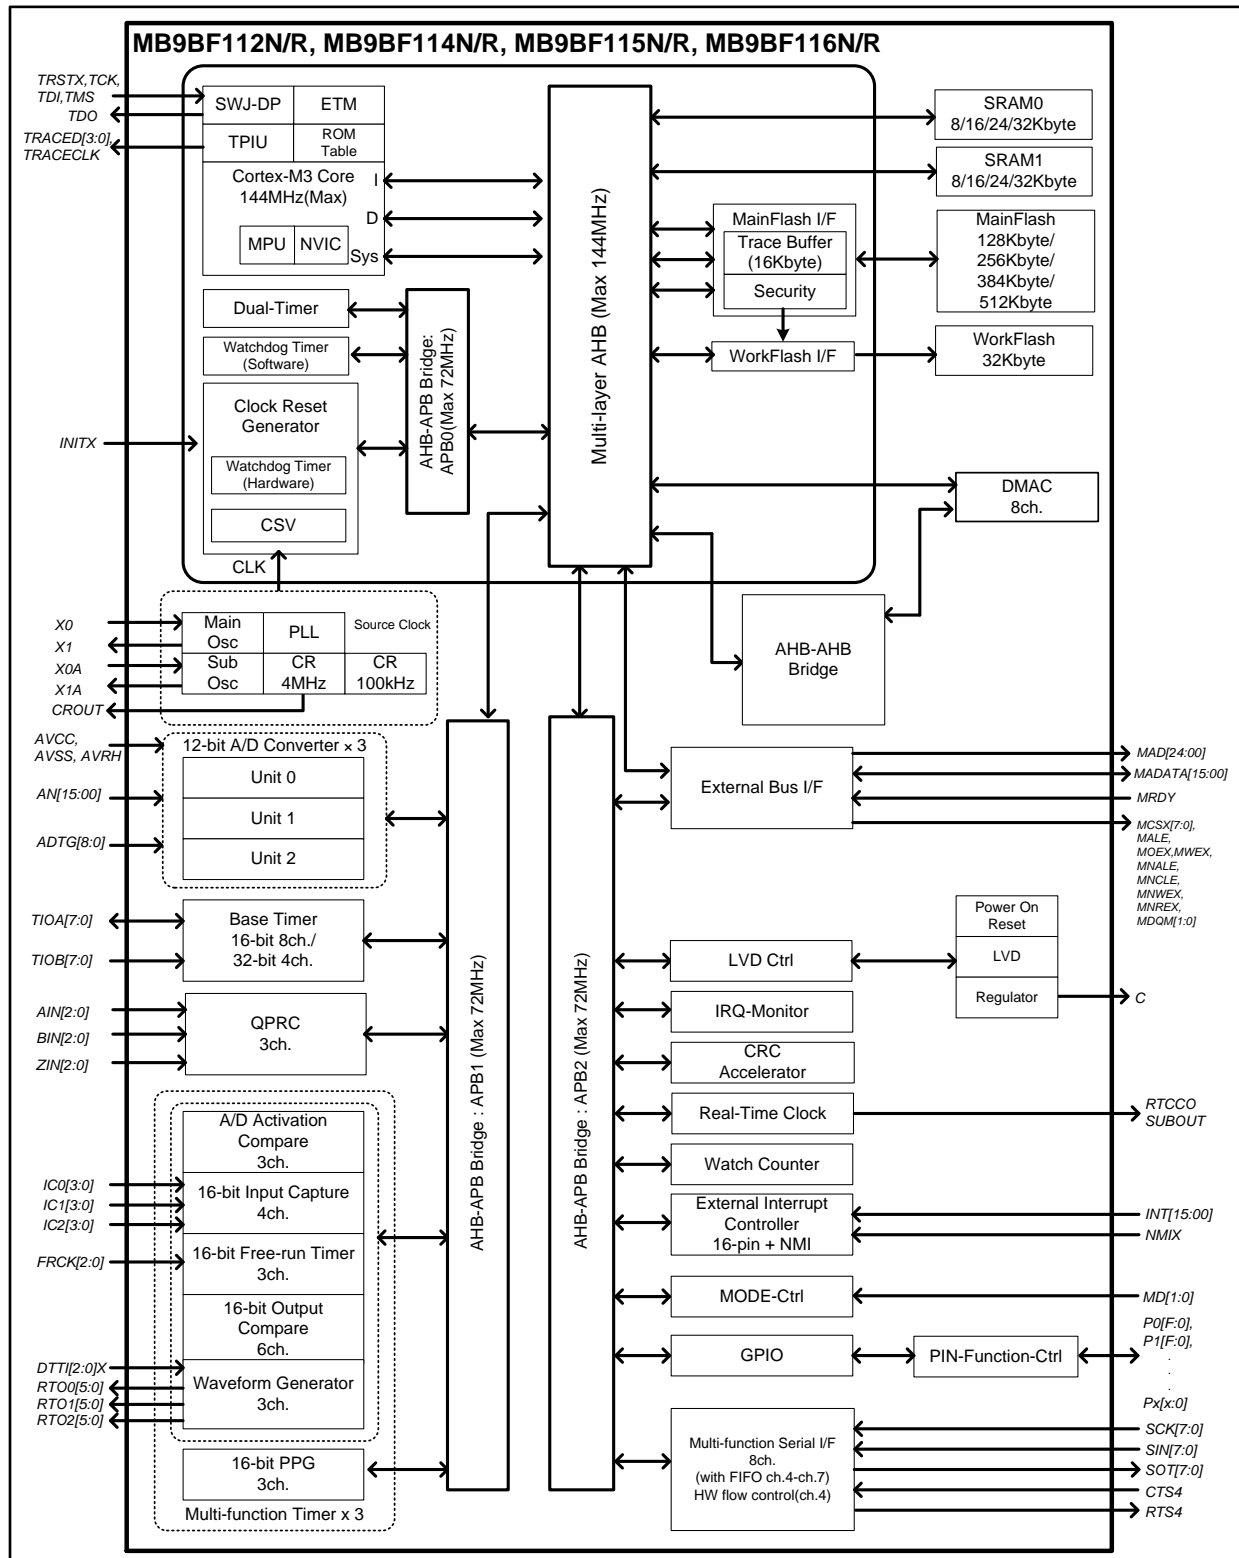 MB9BF112N/R, MB9BF114N/R, MB9BF115N/R, MB9BF116N/R
TRSTX,TCK,
TDI,TMS
TDO
TRACED[3:0],
TRACECLK
SWJ-DP
ETM
TPIU
ROM
Table
Cortex-M3 Core
144MHz(Max)
I
D
Sys
MPU
NVIC
Dual-Timer
Watchdog Timer
(Software)
Clock Reset
Generator
Watchdog Timer
(Hardware)
CSV
CLK
INITX
AHB-APB Bridge:
APB0(Max 72MHz)
Multi-layer AHB (Max 144MHz)
MainFlash I/F
Trace Buffer
(16Kbyte)
Security
WorkFlash I/F
SRAM0
8/16/24/32Kbyte
SRAM1
8/16/24/32Kbyte
MainFlash
128Kbyte/
256Kbyte/
384Kbyte/
512Kbyte
WorkFlash
32Kbyte
DMAC
8ch.
AHB-AHB
Bridge
X0
X1
X0A
X1A
CROUT
Main
Osc
PLL
Source Clock
Sub
Osc
CR
4MHz
CR
100kHz
AVCC,
AVSS, AVRH
AN[15:00]
ADTG[8:0]
12-bit A/D Converter × 3
Unit 0
Unit 1
Unit 2
TIOA[7:0]
TIOB[7:0]
Base Timer
16-bit 8ch./
32-bit 4ch.
AIN[2:0]
BIN[2:0]
ZIN[2:0]
QPRC
3ch.
A/D Activation
Compare
3ch.
IC0[3:0]
IC1[3:0]
IC2[3:0]
16-bit Input Capture
4ch.
FRCK[2:0]
16-bit Free-run Timer
3ch.
16-bit Output
Compare
6ch.
DTTI[2:0]X
RTO0[5:0]
RTO1[5:0]
RTO2[5:0]
Waveform Generator
3ch.
16-bit PPG
3ch.
Multi-function Timer × 3
AHB-APB Bridge : APB1 (Max 72MHz)
AHB-APB Bridge : APB2 (Max 72MHz)
External Bus I/F
MAD[24:00]
MADATA[15:00]
MRDY
MCSX[7:0],
MALE,
MOEX,MWEX,
MNALE,
MNCLE,
MNWEX,
MNREX,
MDQM[1:0]
Power On
Reset
LVD
Regulator
C
LVD Ctrl
IRQ-Monitor
CRC
Accelerator
Real-Time Clock
RTCCO
SUBOUT
Watch Counter
External Interrupt
Controller
16-pin + NMI
INT[15:00]
NMIX
MODE-Ctrl
MD[1:0]
GPIO
PIN-Function-Ctrl
P0[F:0],
P1[F:0],
.
.
.
Px[x:0]
Multi-function Serial I/F
8ch.
(with FIFO ch.4-ch.7)
HW flow control(ch.4)
SCK[7:0]
SIN[7:0]
SOT[7:0]
CTS4
RTS4